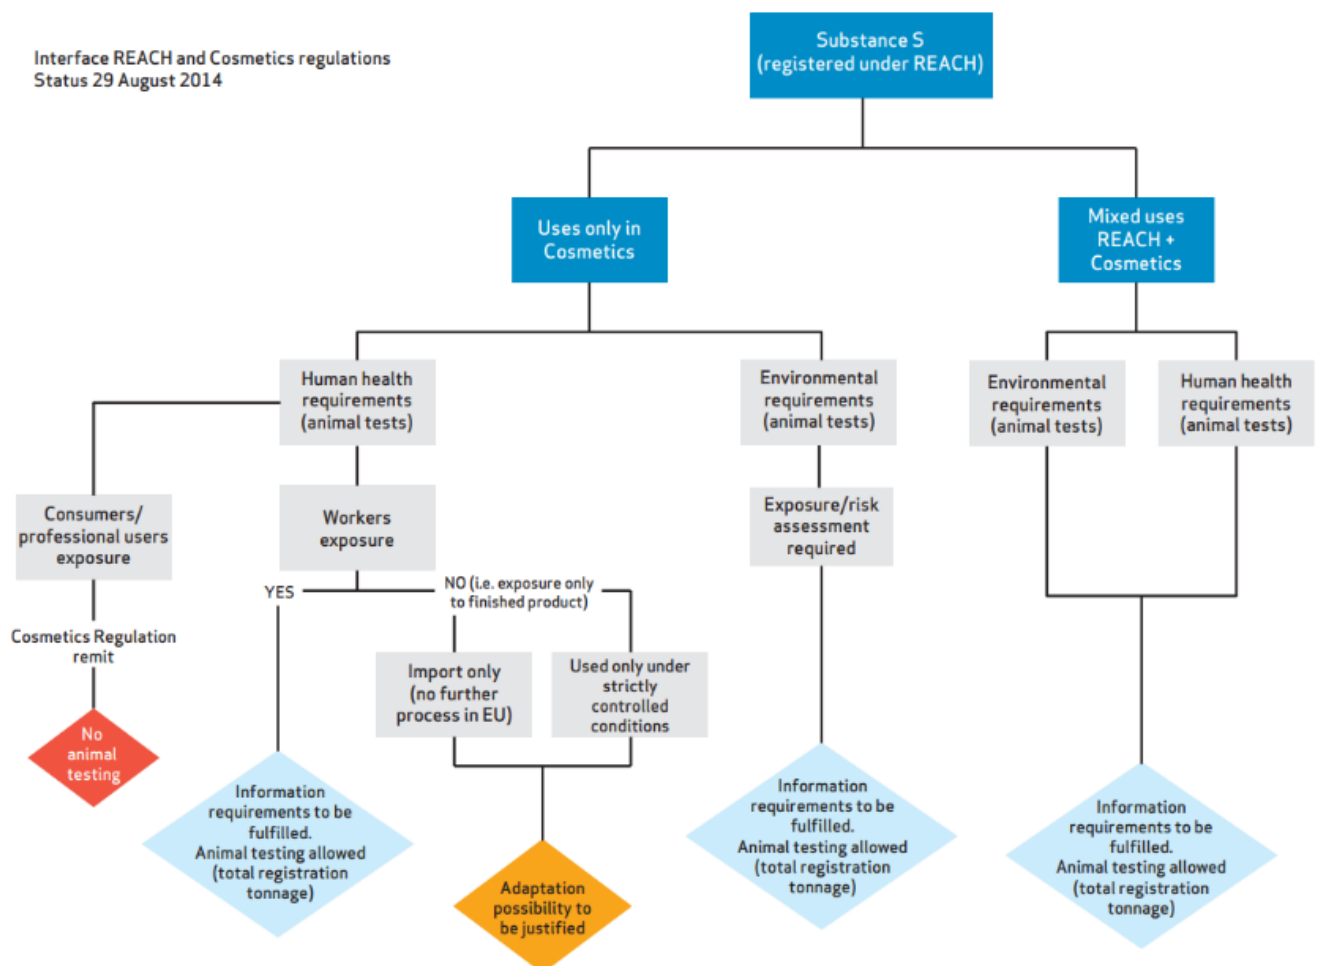 Interface REACH and Cosmetics regulations
Status 29 August 2014
Substance S
(registered under REACH)
Uses only in
Cosmetics
Mixed uses
REACH +
Cosmetics
Human health
requirements
(animal tests)
Environmental
requirements
(animal tests)
Environmental
requirements
(animal tests)
Human health
requirements
(animal tests)
Consumers/
professional users
exposure
Workers
exposure
Exposure/risk
assessment
required
YES
NO (i.e. exposure only
to finished product)
Cosmetics Regulation
remit
Import only
(no further
process in EU)
Used only under
strictly
controlled
conditions
No
animal
testing
Information
requirements to be
fulfilled.
Animal testing allowed
(total registration
tonnage)
Adaptation
possibility to
be justified
Information
requirements to be
fulfilled.
Animal testing allowed
(total registration
tonnage)
Information
requirements to be
fulfilled.
Animal testing allowed
(total registration
tonnage)